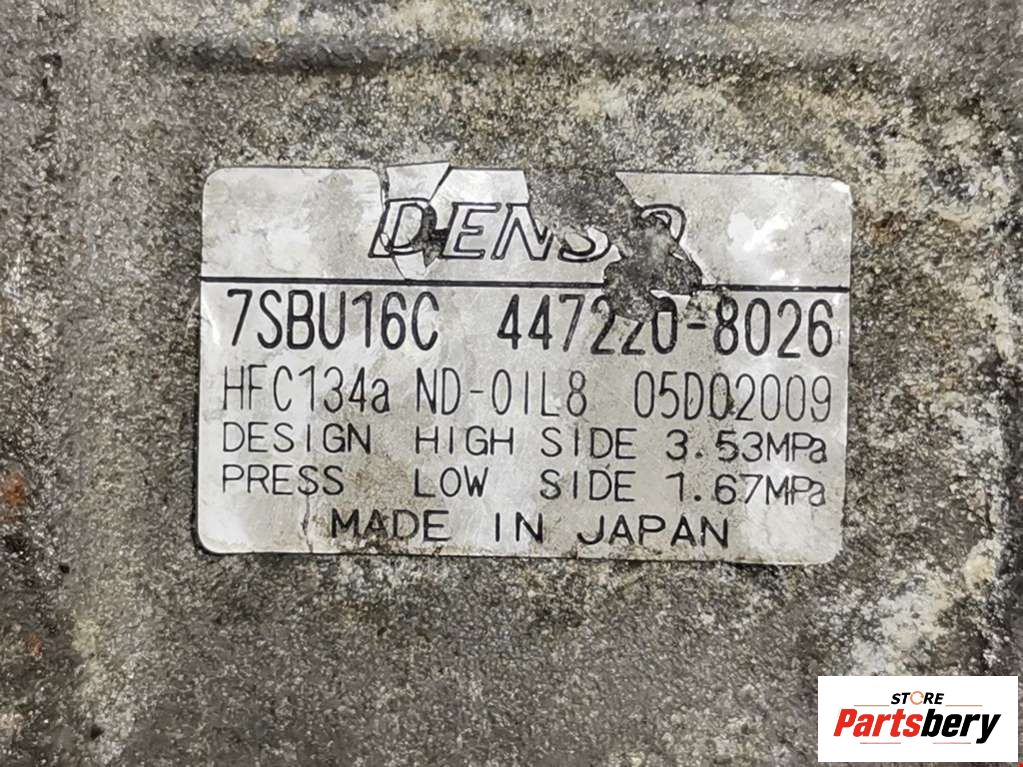 DENSO
7SBU16C 447220-8026
HFC134a ND-OIL8 05D02009
DESIGN HIGH SIDE 3.53MPa
PRESS LOW SIDE 1.67MPa
MADE IN JAPAN
STORE
Partsbery